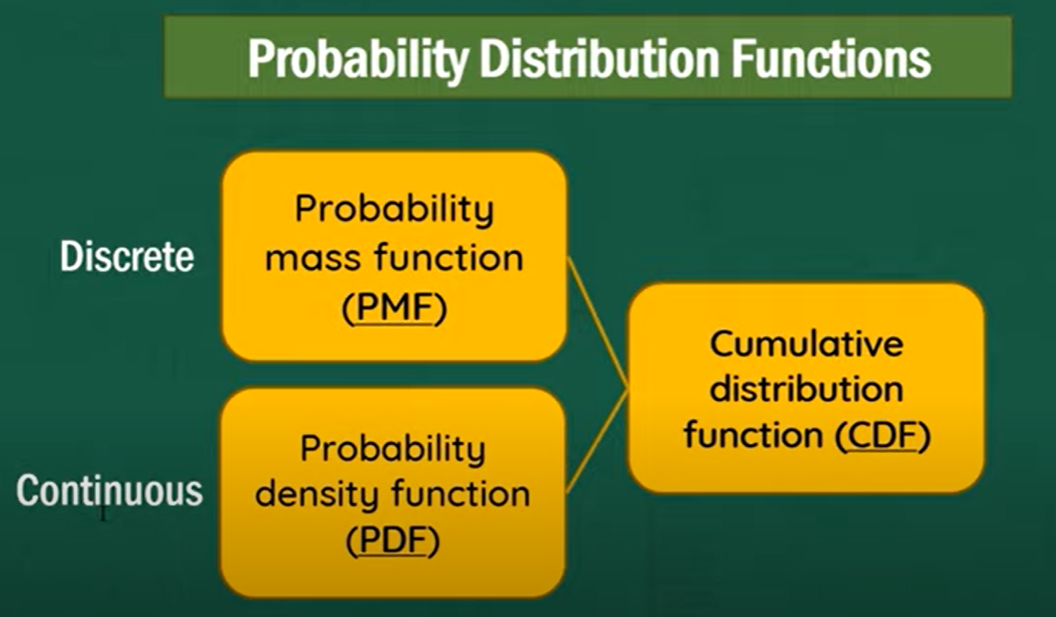 Probability Distribution Functions
Discrete
Probability
mass function
(PMF)
Continuous
Probability
density function
(PDF)
Cumulative
distribution
function (CDF)